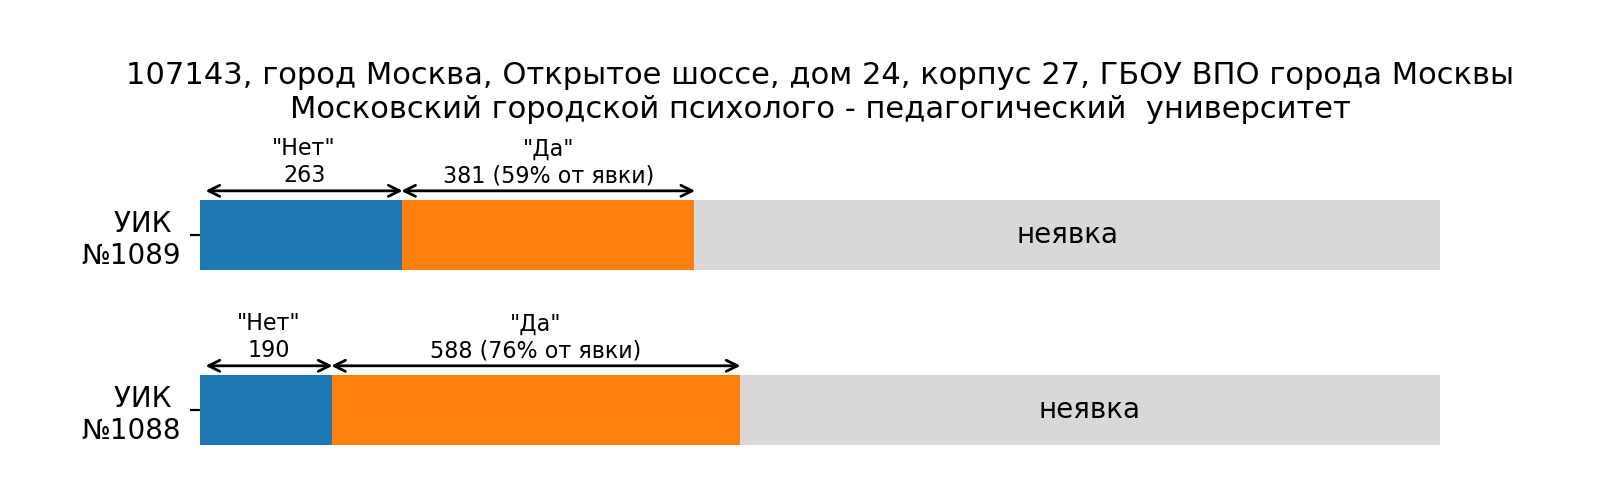 107143, город Москва, Открытое шоссе, дом 24, корпус 27, ГБОУ ВПО города Москвы
Московский городской психолого - педагогический  университет
"Нет"
263
"Да"
381 (59% от явки)
УИК
№1089
неявка
"Нет"
190
"Да"
588 (76% от явки)
УИК
№1088
неявка